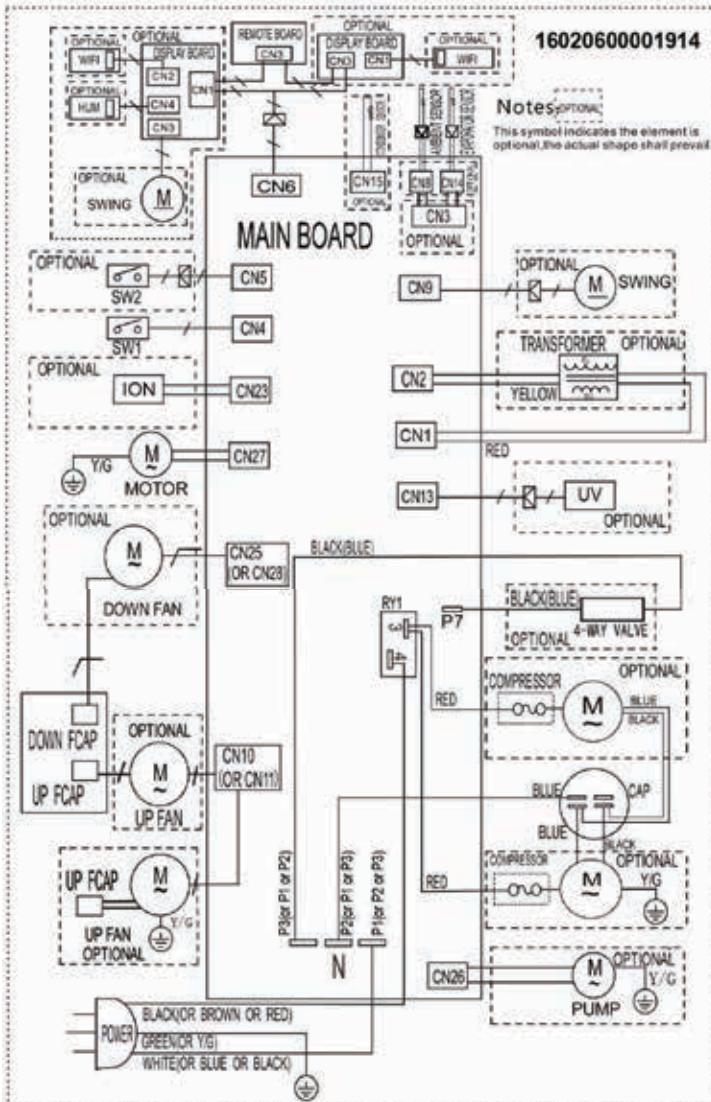 16020600001914
Notes: OPTIONAL
This symbol indicates the element is
optional,the actual shape shall prevail
OPTIONAL
OPTIONAL
WIFI
DISPLAY BOARD
CN2
CN1
OPTIONAL
HUM
CN4
CN3
OPTIONAL
SWING
M
REMOTE BOARD
CN3
OPTIONAL
DISPLAY BOARD
CN3
CN1
OPTIONAL
WIFI
CN6
CN15
OPTIONAL
AMBIENT SENSOR
CN8
CN14
CN3
OPTIONAL
MAIN BOARD
OPTIONAL
SW2
CN5
SW1
CN4
OPTIONAL
ION
CN23
M
~
Y/G
MOTOR
CN27
OPTIONAL
M
~
DOWN FAN
CN25
(OR CN28)
DOWN FCAP
UP FCAP
OPTIONAL
M
~
UP FAN
CN10
(OR CN11)
UP FCAP
M
~
Y/G
UP FAN
OPTIONAL
CN9
OPTIONAL
M
SWING
TRANSFORMER
OPTIONAL
CN2
YELLOW
CN1
RED
CN13
UV
OPTIONAL
BLACK(BLUE)
P7
BLACK(BLUE)
OPTIONAL
4-WAY VALVE
RY1
3
4
RED
OPTIONAL
COMPRESSOR
M
~
BLUE
BLACK
BLUE
CAP
BLUE
BLACK
RED
COMPRESSOR
M
~
OPTIONAL
Y/G
P3(or P1 or P2)
P2(or P1 or P3)
P1(or P2 or P3)
N
CN26
OPTIONAL
M
~
Y/G
PUMP
POWER
BLACK(OR BROWN OR RED)
GREEN(OR Y/G)
WHITE(OR BLUE OR BLACK)